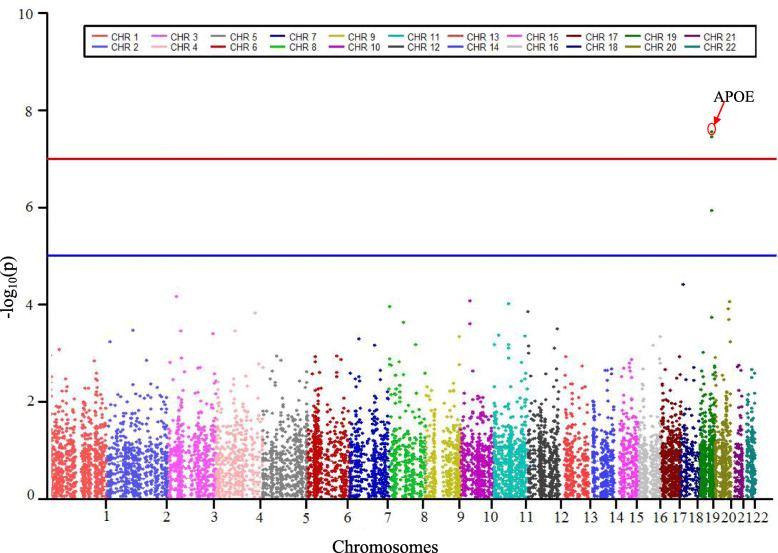 10
CHR 1 CHR 3 CHR 5 CHR 7 CHR 9 CHR 11 CHR 13 CHR 15 CHR 17 CHR 19 CHR 21
CHR 2 CHR 4 CHR 6 CHR 8 CHR 10 CHR 12 CHR 14 CHR 16 CHR 18 CHR 20 CHR 22
APOE
8
6
-log10(p)
4
2
0
1 2 3 4 5 6 7 8 9 10 11 12 13 14 15 16 17 18 19 20 21 22
Chromosomes